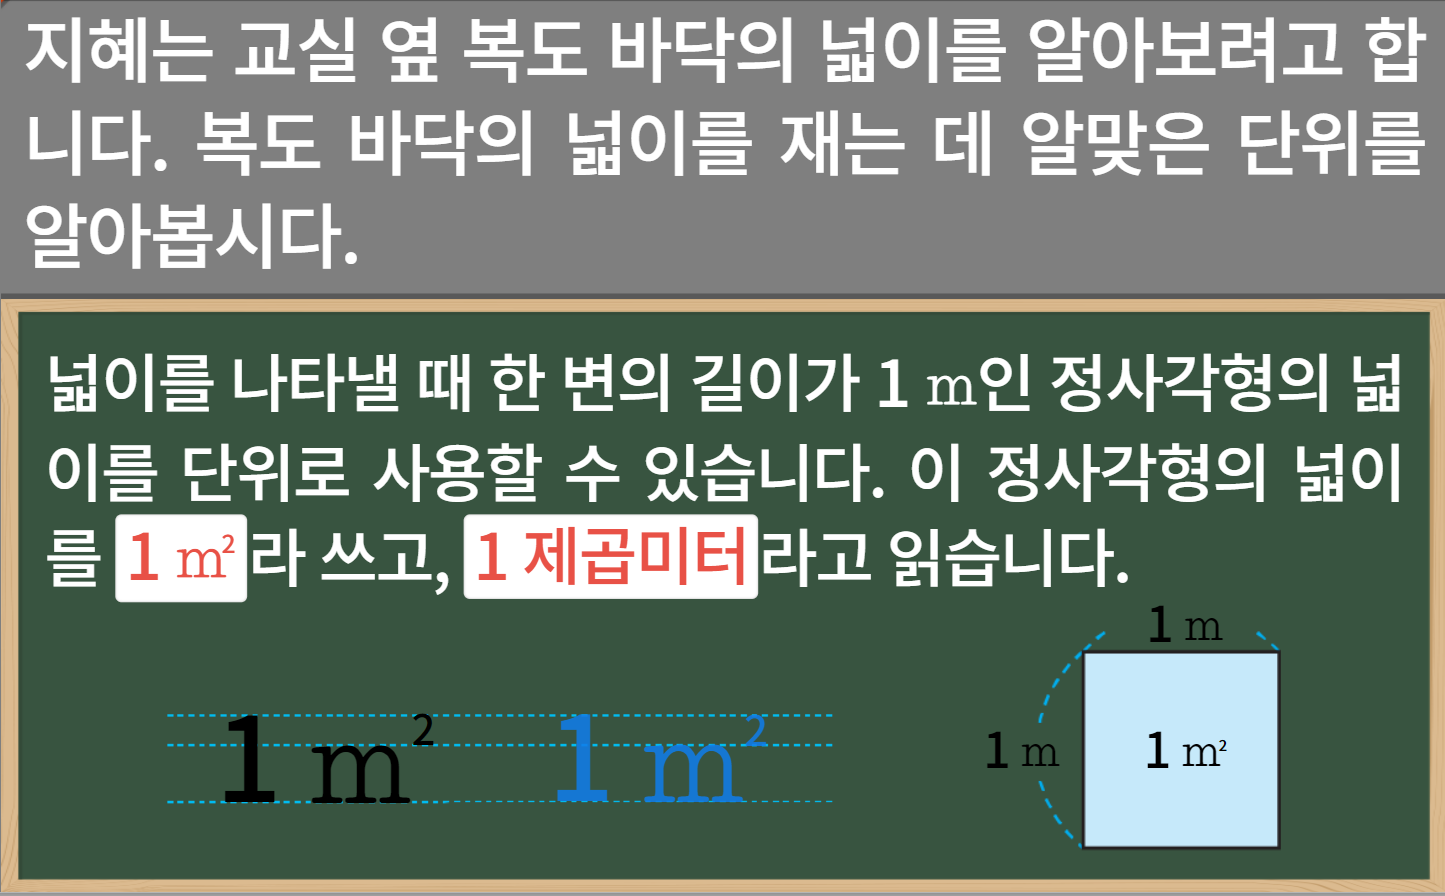 지혜는 교실 옆 복도 바닥의 넓이를 알아보려고 합
니다. 복도 바닥의 넓이를 재는 데 알맞은 단위를
알아봅시다.
넓이를 나타낼 때 한 변의 길이가 1 m인 정사각형의 넓
이를 단위로 사용할 수 있습니다. 이 정사각형의 넓이
를 1 m²라 쓰고, 1 제곱미터라고 읽습니다.
1 m
1 m² 1 m²
1 m
1 m²